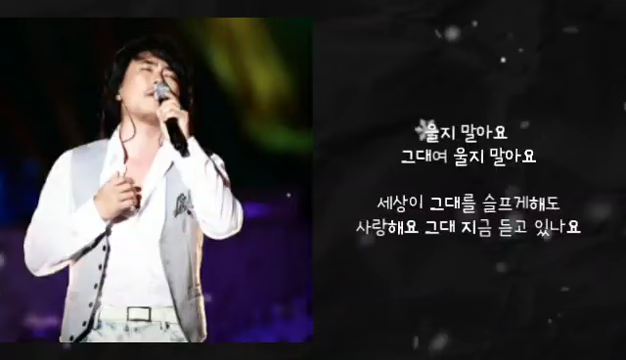 울지 말아요
그대여 울지 말아요
세상이 그대를 슬프게해도
사랑해요 그대 지금 듣고 있나요